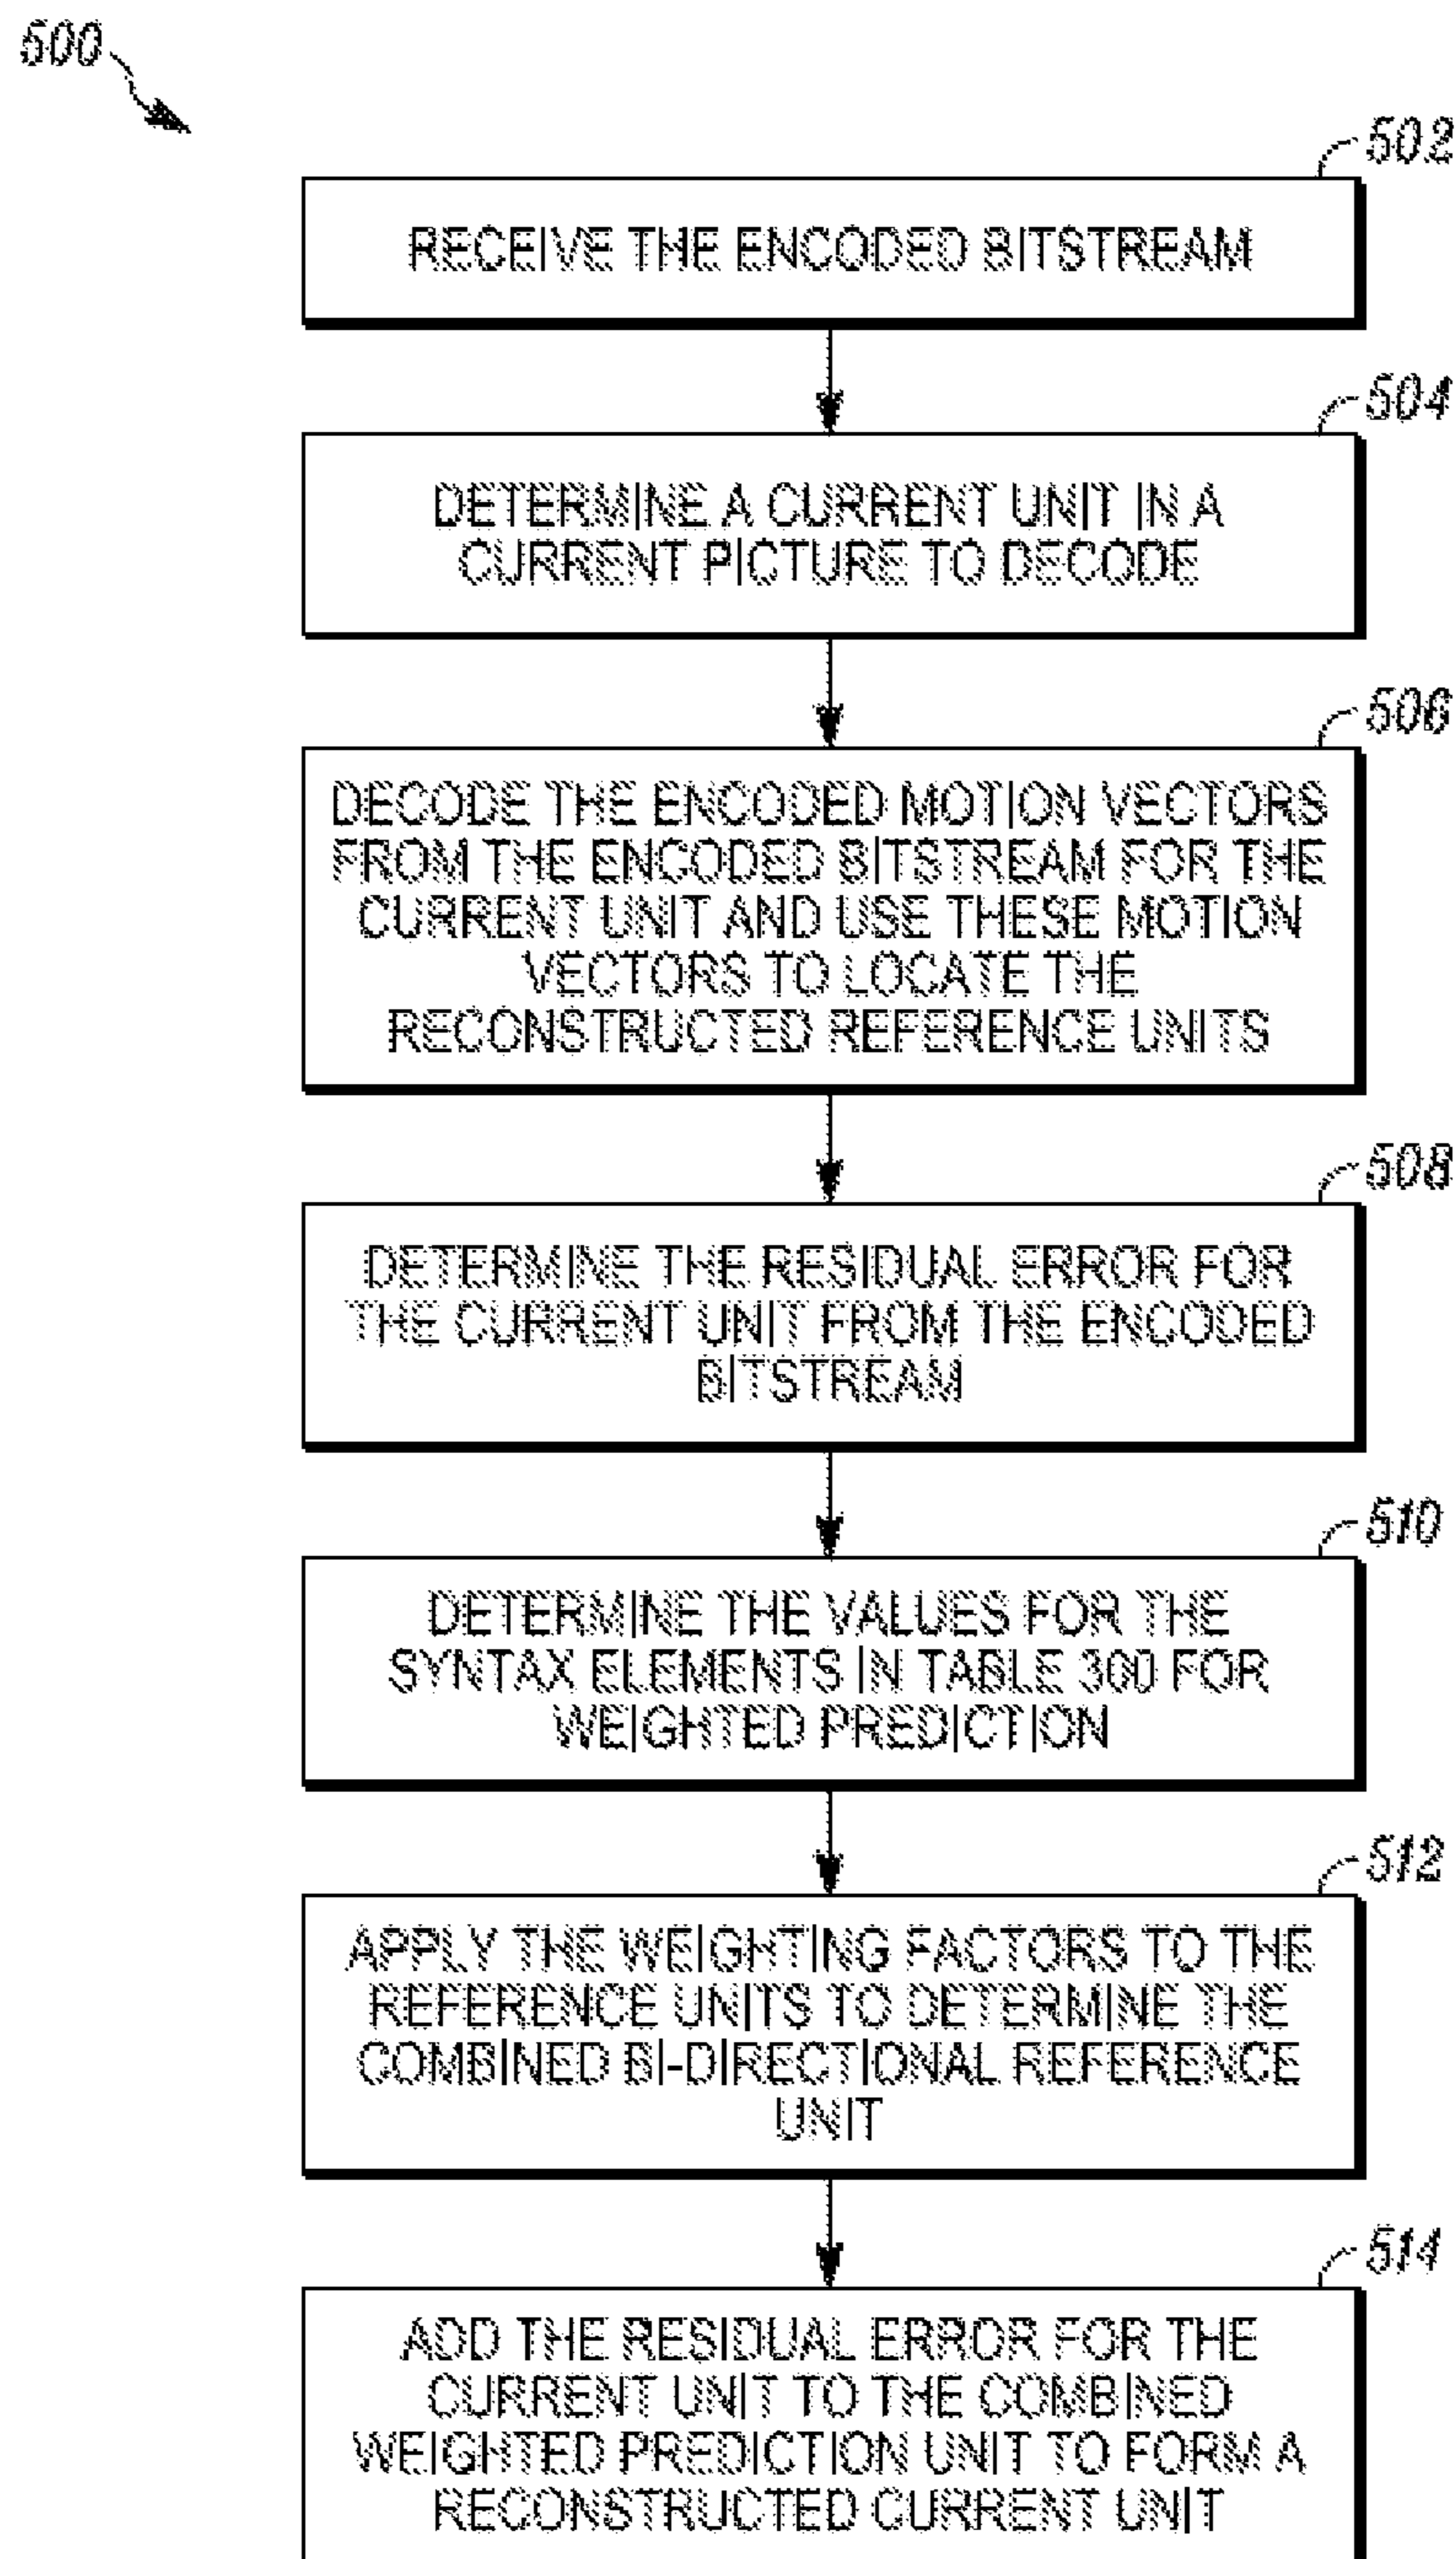 500
502
RECEIVE THE ENCODED BITSTREAM
504
DETERMINE A CURRENT UNIT IN A
CURRENT PICTURE TO DECODE
506
DECODE THE ENCODED MOTION VECTORS
FROM THE ENCODED BITSTREAM FOR THE
CURRENT UNIT AND USE THESE MOTION
VECTORS TO LOCATE THE
RECONSTRUCTED REFERENCE UNITS
508
DETERMINE THE RESIDUAL ERROR FOR
THE CURRENT UNIT FROM THE ENCODED
BITSTREAM
510
DETERMINE THE VALUES FOR THE
SYNTAX ELEMENTS IN TABLE 300 FOR
WEIGHTED PREDICTION
512
APPLY THE WEIGHTING FACTORS TO THE
REFERENCE UNITS TO DETERMINE THE
COMBINED BI-DIRECTIONAL REFERENCE
UNIT
514
ADD THE RESIDUAL ERROR FOR THE
CURRENT UNIT TO THE COMBINED
WEIGHTED PREDICTION UNIT TO FORM A
RECONSTRUCTED CURRENT UNIT